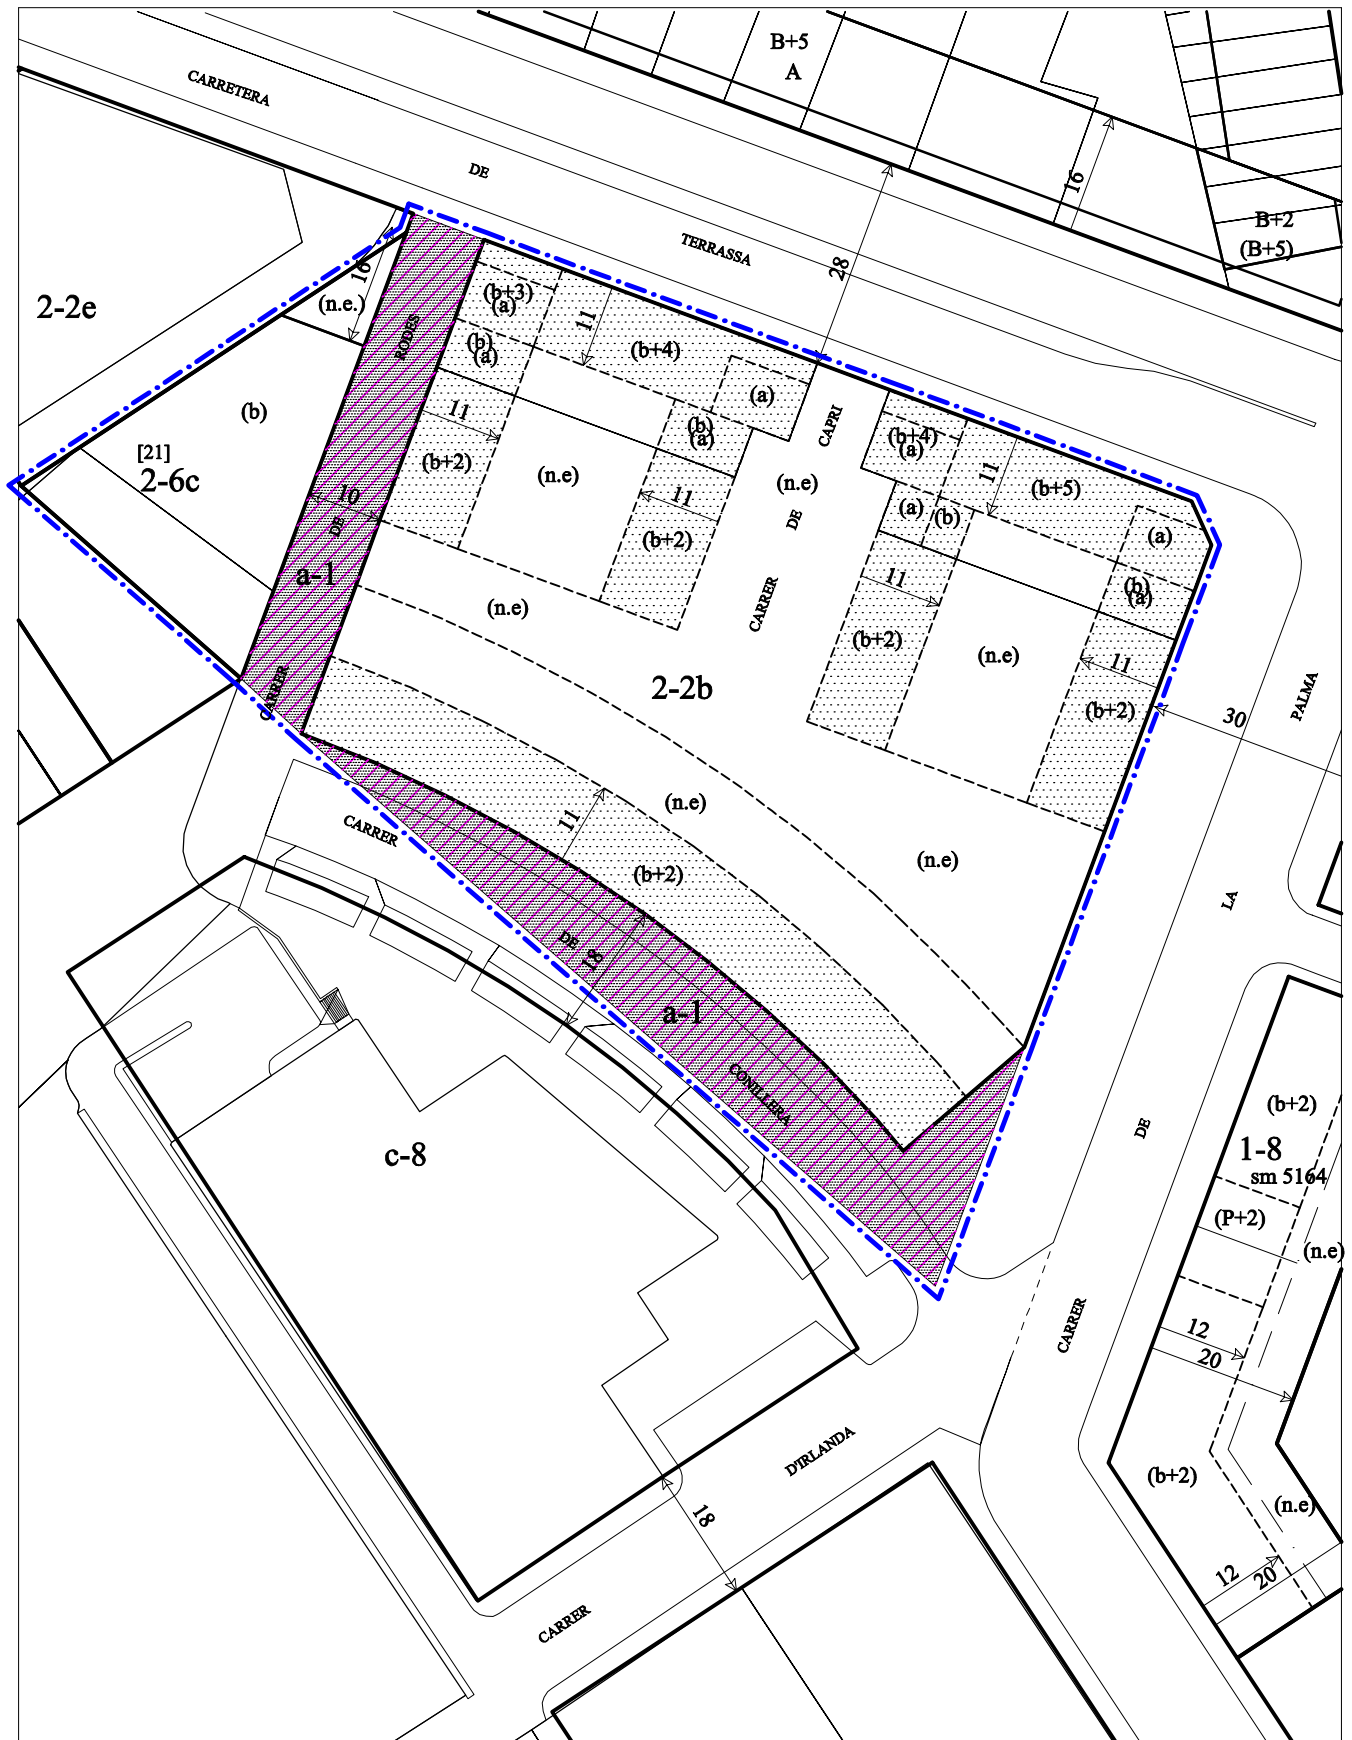 B+5
A
CARRETERA
DE
TERRASSA
16
B+2
(B+5)
28
2-2e
16
(n.e.)
RODES
(b+3)
(a)
11
(b+4)
(b)
(a)
(a)
CAPRI
(b)
[21]
2-6c
11
(b+2)
(n.e)
(b)
(a)
11
(b+2)
(n.e)
DE
CARRER
(b+4)
(a)
11
(b+5)
(a)
(b)
(a)
(b)
(a)
10
DE
a-1
CARRER
11
(b+2)
(n.e)
11
(b+2)
30
PALMA
(n.e)
2-2b
(n.e)
11
(b+2)
(n.e)
CARRER
DE
18
a-1
CONILLERA
LA
DE
CARRER
c-8
(b+2)
1-8
sm 5164
(P+2)
(n.e)
12
20
(b+2)
(n.e)
12
20
D'IRLANDA
18
CARRER